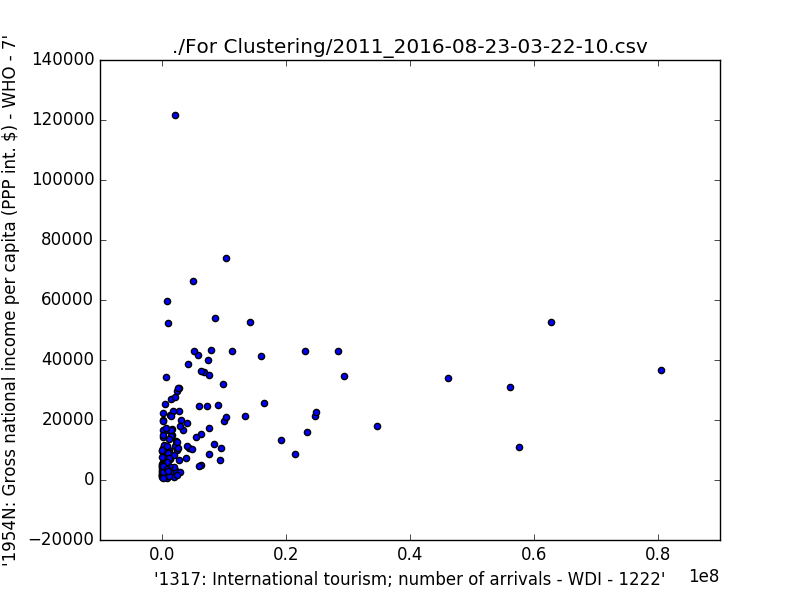 ./For Clustering/2011_2016-08-23-03-22-10.csv
'1954N: Gross national income per capita (PPP int. $) - WHO - 7'
140000
120000
100000
80000
60000
40000
20000
0
−20000
0.0 0.2 0.4 0.6 0.8
1e8
'1317: International tourism; number of arrivals - WDI - 1222'